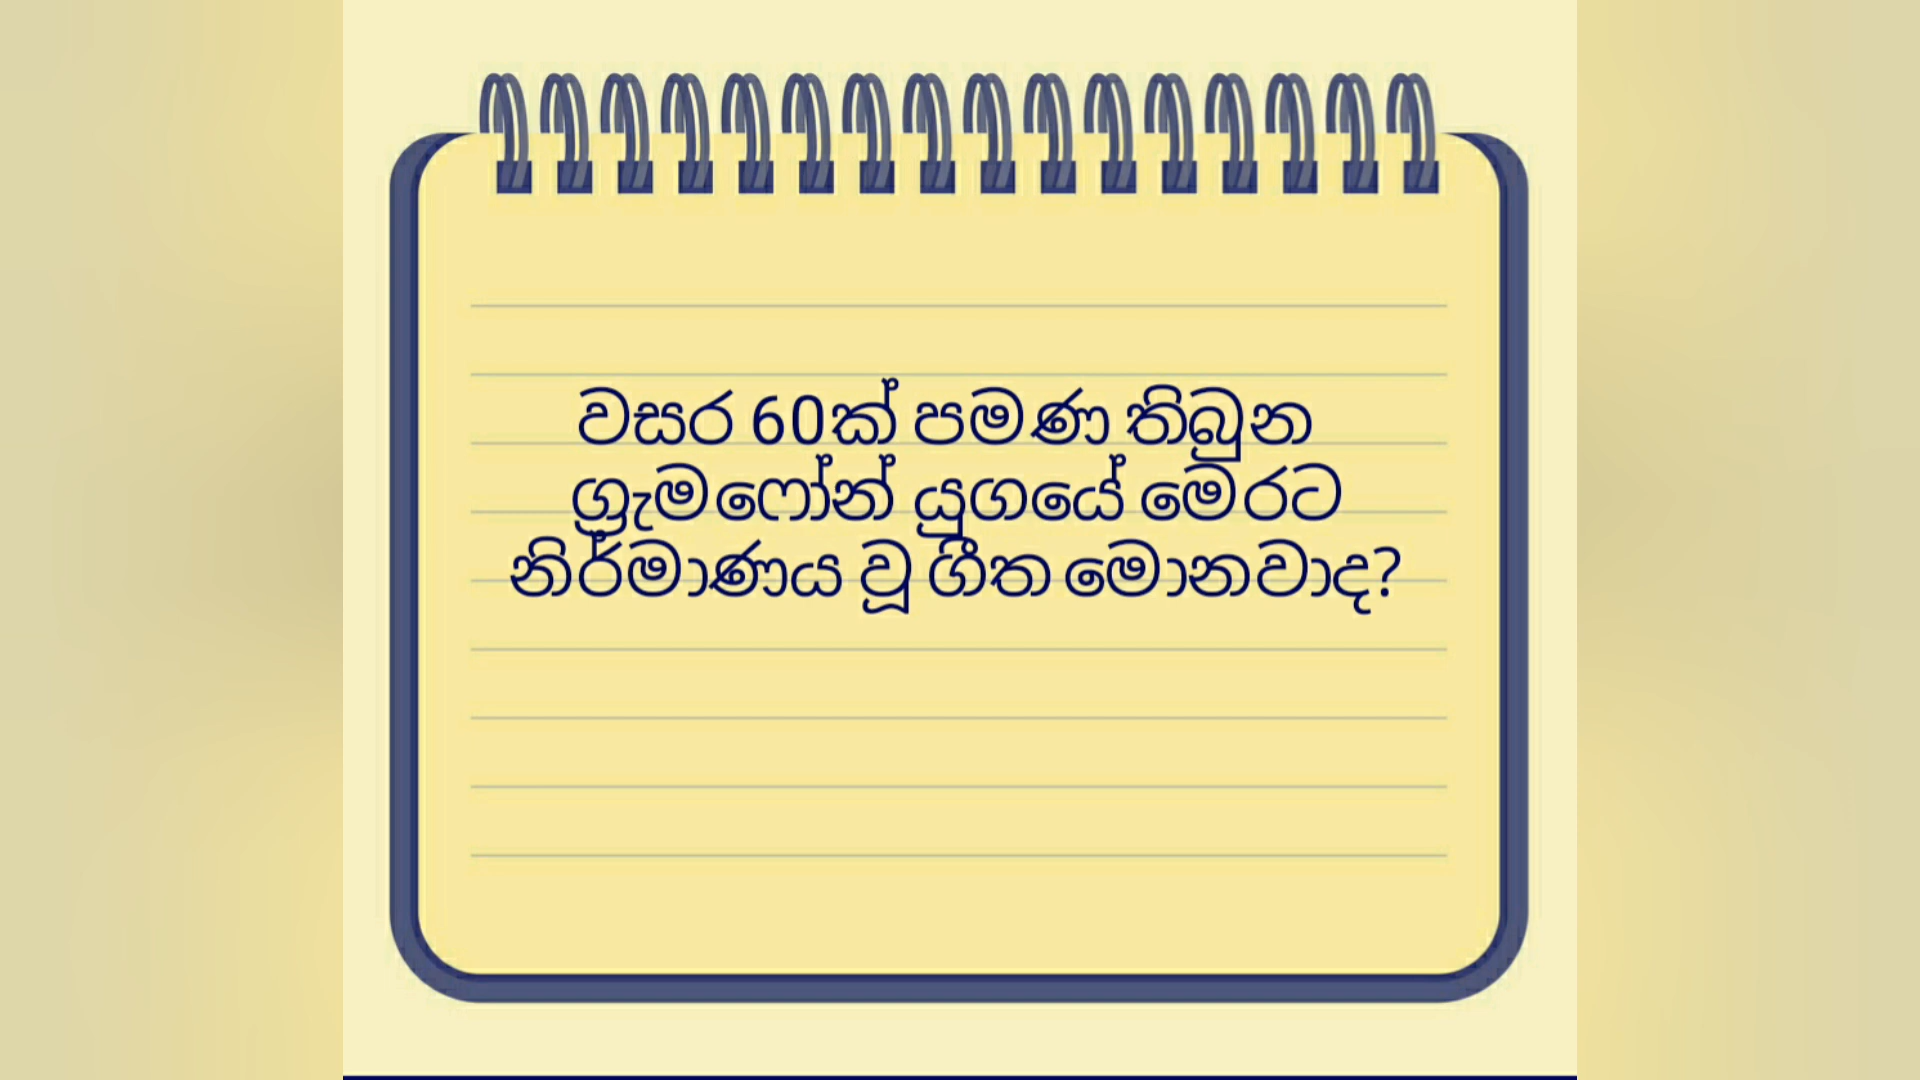 වසර 60ක් පමණ තිබුන
ග්‍රැමෆෝන් යුගයේ මෙරට
නිර්මාණය වූ ගීත මොනවාද?